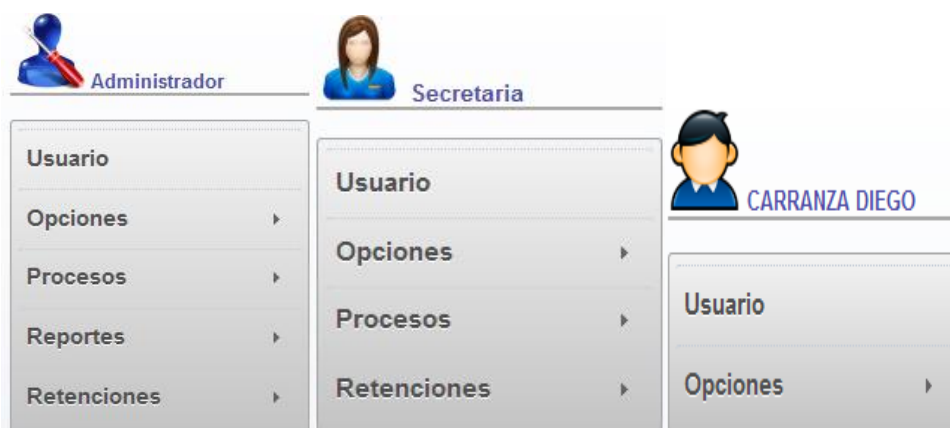 Administrador
Usuario
Opciones
Procesos
Reportes
Retenciones
Secretaria
Usuario
Opciones
Procesos
Retenciones
CARRANZA DIEGO
Usuario
Opciones